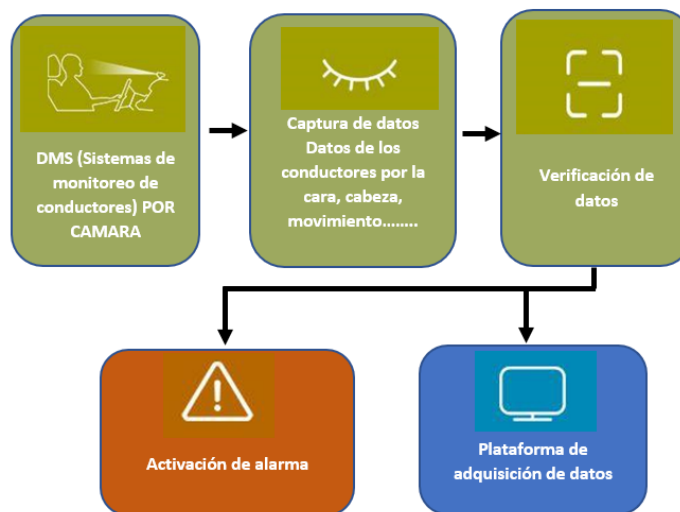 DMS (Sistemas de
monitoreo de
conductores) POR
CAMARA
Captura de datos
Datos de los
conductores por la
cara, cabeza,
movimiento........
Verificación de
datos
Activación de alarma
Plataforma de
adquisición de datos